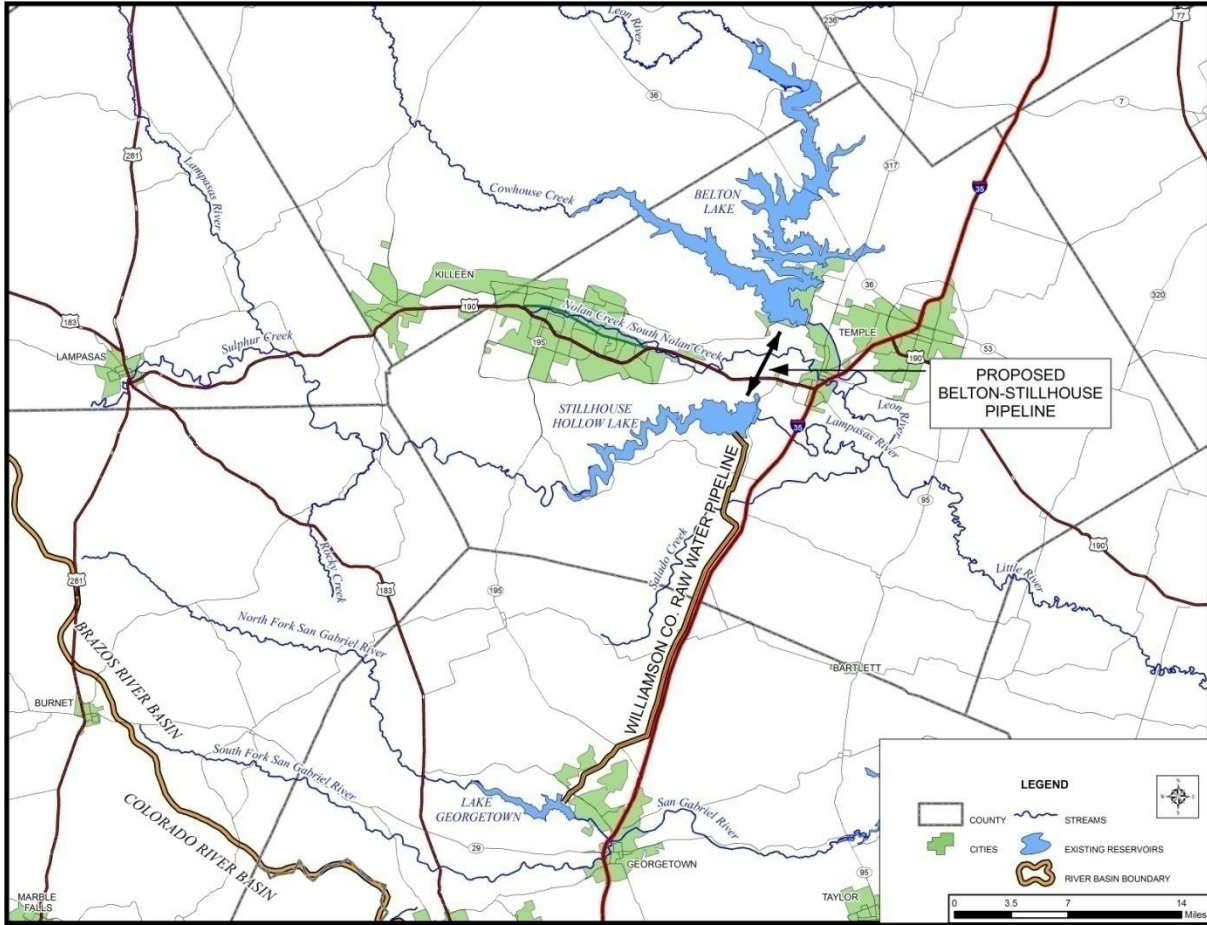 Leon River
236
77
36
7
281
317
Lampasas River
35
Cowhouse Creek
BELTON
LAKE
KILLEEN
190
36
320
183
Sulphur Creek
Nolan Creek /South Nolan Creek
TEMPLE
LAMPASAS
195
53
190
PROPOSED
BELTON-STILLHOUSE
PIPELINE
STILLHOUSE
HOLLOW LAKE
Leon River
35
Lampasas River
95
190
WILLIAMSON CO. RAW WATER PIPELINE
Salado Creek
Rocky Creek
Little River
281
195
183
North Fork San Gabriel River
BRAZOS RIVER BASIN
BARTLETT
BURNET
South Fork San Gabriel River
COLORADO RIVER BASIN
LAKE
GEORGETOWN
San Gabriel River
29
GEORGETOWN
MARBLE
FALLS
TAYLOR
95
LEGEND
N
W E
S
COUNTY
STREAMS
CITIES
EXISTING RESERVOIRS
RIVER BASIN BOUNDARY
0 3.5 7 14
Miles